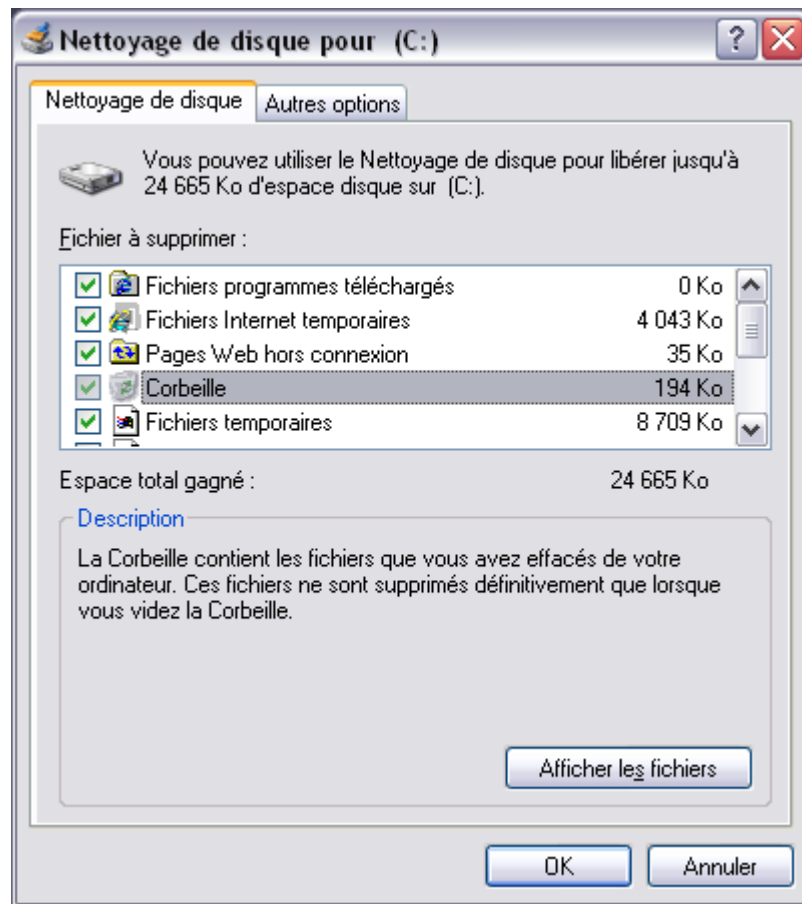 Nettoyage de disque pour (C:)
Nettoyage de disque
Autres options
Vous pouvez utiliser le Nettoyage de disque pour libérer jusqu'à
24 665 Ko d'espace disque sur (C:).
Fichier à supprimer :
Fichiers programmes téléchargés 0 Ko
Fichiers Internet temporaires 4 043 Ko
Pages Web hors connexion 35 Ko
Corbeille 194 Ko
Fichiers temporaires 8 709 Ko
Espace total gagné : 24 665 Ko
Description
La Corbeille contient les fichiers que vous avez effacés de votre
ordinateur. Ces fichiers ne sont supprimés définitivement que lorsque
vous videz la Corbeille.
Afficher les fichiers
OK Annuler